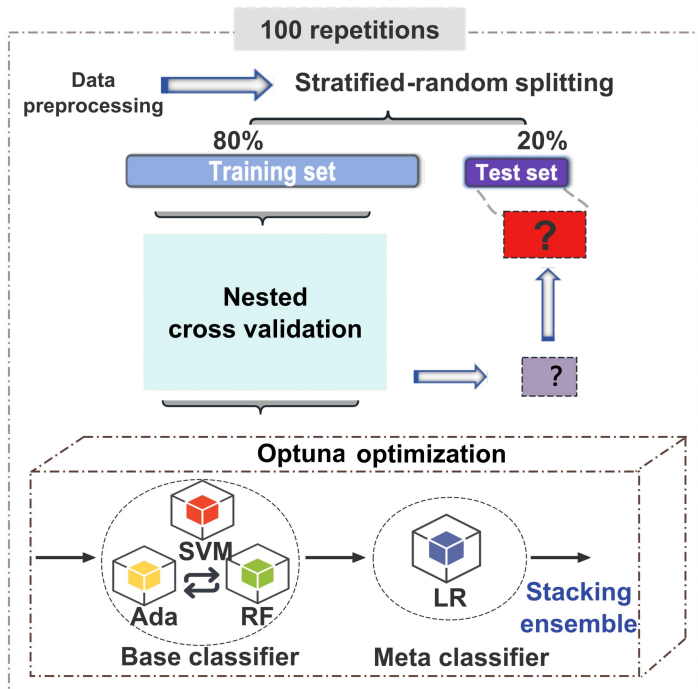 100 repetitions
Data
preprocessing
Stratified-random splitting
80%
20%
Training set
Test set
?
Nested
cross validation
?
Optuna optimization
SVM
Ada
RF
LR
Stacking
ensemble
Base classifier
Meta classifier